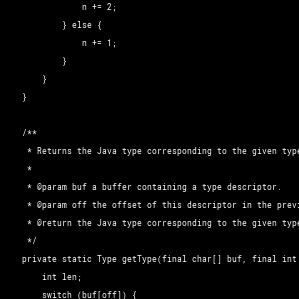 n += 2;
} else {
n += 1;
}
}
}
/**
* Returns the Java type corresponding to the given type
*
* @param buf a buffer containing a type descriptor.
* @param off the offset of this descriptor in the previ
* @return the Java type corresponding to the given type
*/
private static Type getType(final char[] buf, final int
int len;
switch (buf[off]) {